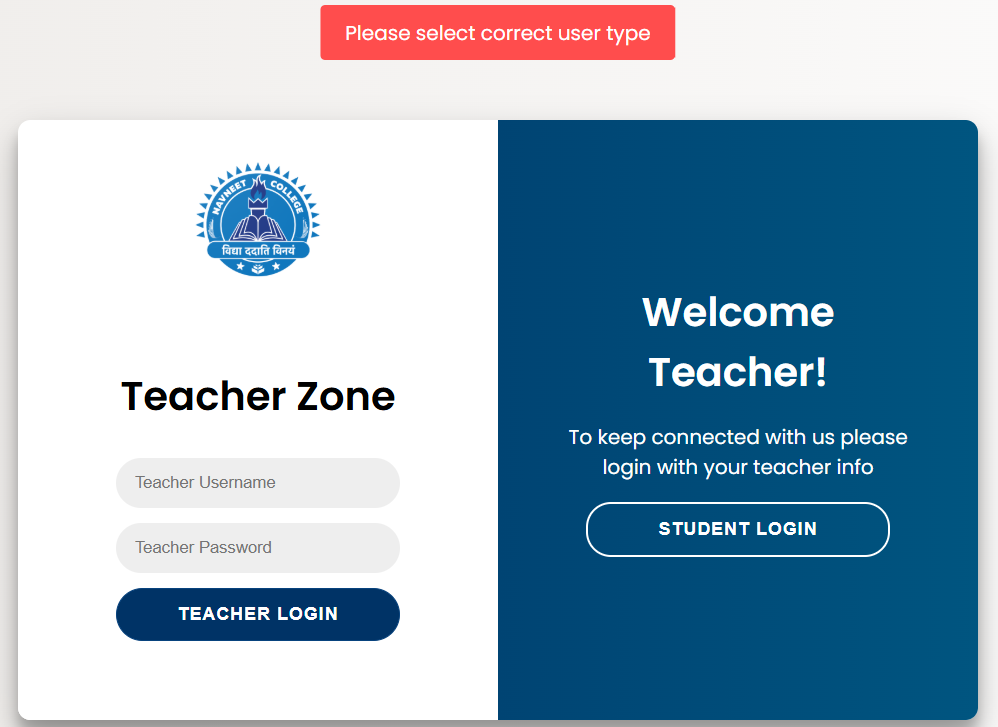 Please select correct user type
NAVNEET COLLEGE
विद्या ददाति विनयं
Teacher Zone
Teacher Username
Teacher Password
TEACHER LOGIN
Welcome
Teacher!
To keep connected with us please
login with your teacher info
STUDENT LOGIN